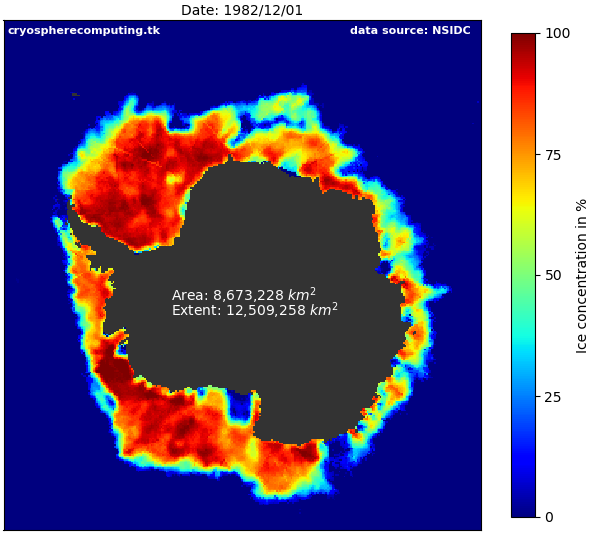 Date: 1982/12/01
cryospherecomputing.tk data source: NSIDC
Area: 8,673,228 km²
Extent: 12,509,258 km²
100
75
50
25
0
Ice concentration in %